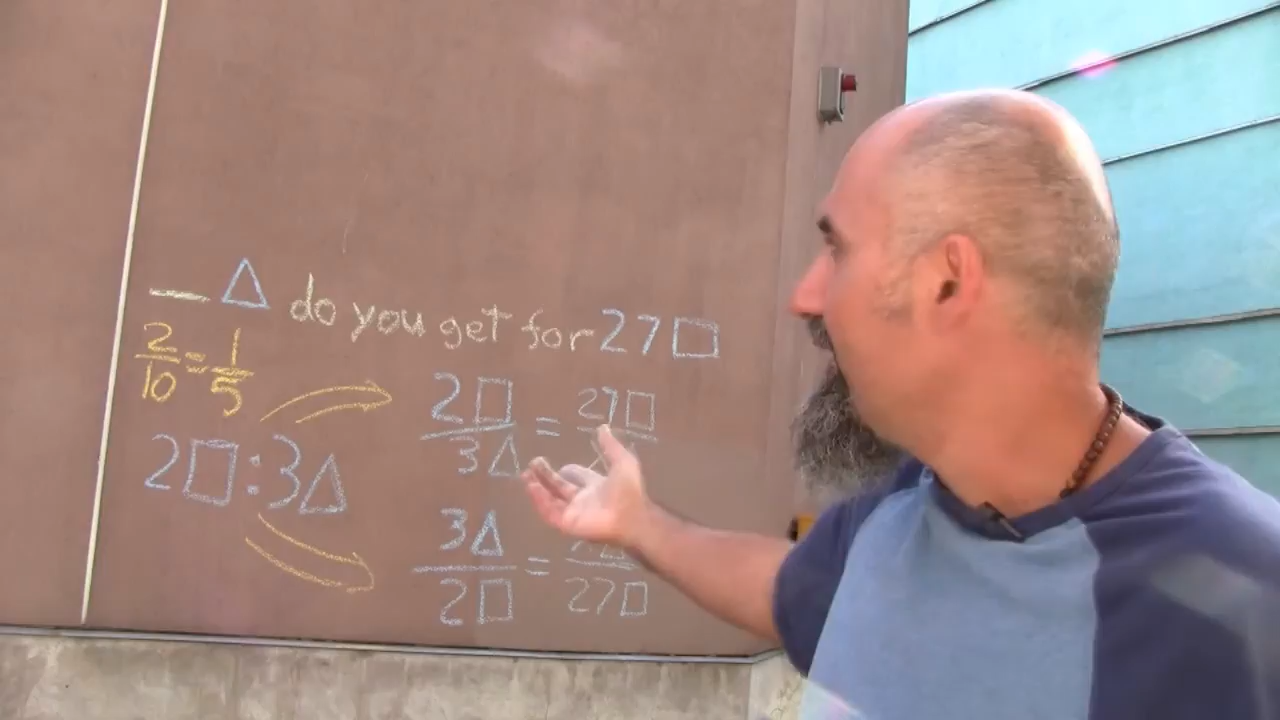 — △ do you get for 27 □
2/10 = 1/5
2□ : 3△
2□/3△ = 27□/
3△/2□ = △/27□